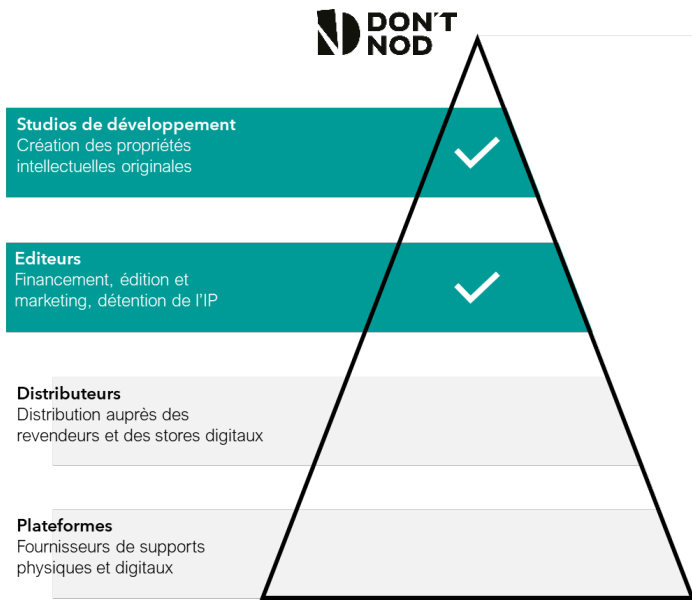 DON'T
NOD
Studios de développement
Création des propriétés
intellectuelles originales
Editeurs
Financement, édition et
marketing, détention de l'IP
Distributeurs
Distribution auprès des
revendeurs et des stores digitaux
Plateformes
Fournisseurs de supports
physiques et digitaux